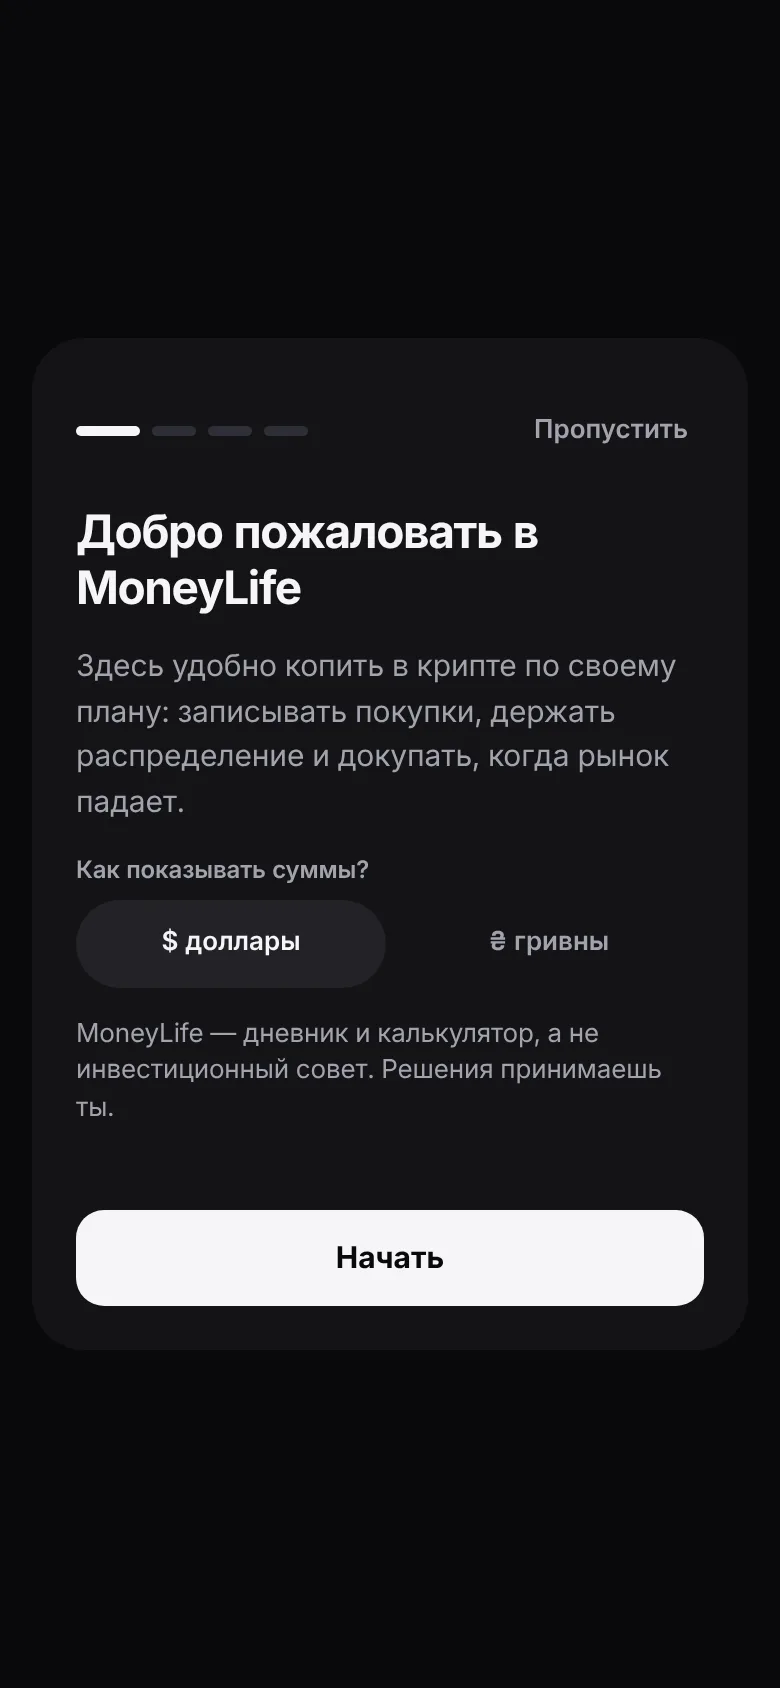 Пропустить
Добро пожаловать в
MoneyLife
Здесь удобно копить в крипте по своему
плану: записывать покупки, держать
распределение и докупать, когда рынок
падает.
Как показывать суммы?
$ доллары
₴ гривны
MoneyLife — дневник и калькулятор, а не
инвестиционный совет. Решения принимаешь
ты.
Начать